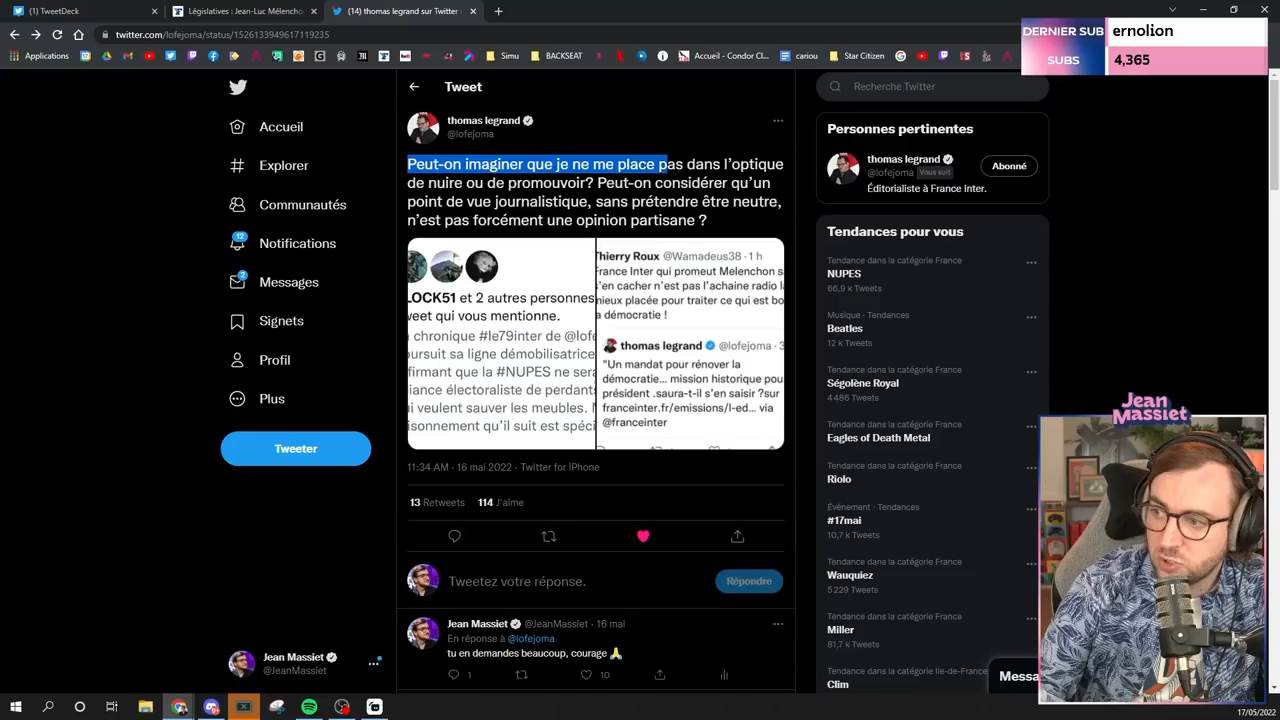 (1) TweetDeck
Législatives : Jean-Luc Mélencho
(14) thomas legrand sur Twitter :
twitter.com/lofejoma/status/1526133949617119235
Applications
Simu
BACKSEAT
Accueil - Condor Cl...
cariou
Star Citizen
DERNIER SUB
ernolion
SUBS
4,365
Accueil
Explorer
Communautés
12
Notifications
2
Messages
Signets
Profil
Plus
Tweeter
Jean Massiet
@JeanMassiet
Tweet
thomas legrand
@lofejoma
Peut-on imaginer que je ne me place pas dans l'optique
de nuire ou de promouvoir? Peut-on considérer qu'un
point de vue journalistique, sans prétendre être neutre,
n'est pas forcément une opinion partisane ?
LOCK51 et 2 autres personnes
weet qui vous mentionne.
chronique #le79inter de @lofe
oursuit sa ligne démobilisatrice
firmant que la #NUPES ne sera
liance électoraliste de perdants
ui veulent sauver les meubles.
isonnement qu'il suit est spéci
Thierry Roux @Wamadeus38 · 1 h
France Inter qui promeut Melenchon s
s'en cacher n'est pas l'achaine radio l
mieux placée pour traiter ce qui est bo
a démocratie !
thomas legrand @lofejoma · 3
"Un mandat pour rénover la
démocratie... mission historique pou
président .saura-t-il s'en saisir ?sur
franceinter.fr/emissions/l-ed... via
@franceinter
11:34 AM · 16 mai 2022 · Twitter for iPhone
13 Retweets 114 J'aime
Tweetez votre réponse.
Répondre
Jean Massiet @JeanMassiet · 16 mai
En réponse à @lofejoma
tu en demandes beaucoup, courage 🙏
1
10
Recherche Twitter
Personnes pertinentes
thomas legrand
@lofejoma Vous suit
Abonné
Éditorialiste à France Inter.
Tendances pour vous
Tendance dans la catégorie France
NUPES
66,9 k Tweets
Musique · Tendances
Beatles
12 k Tweets
Tendance dans la catégorie France
Ségolène Royal
4 486 Tweets
Tendance dans la catégorie France
Eagles of Death Metal
Tendance dans la catégorie France
Riolo
Événement · Tendances
#17mai
10,7 k Tweets
Tendance dans la catégorie France
Wauquiez
5 229 Tweets
Tendance dans la catégorie France
Miller
81,7 k Tweets
Tendance dans la catégorie Ile-de-France
Clim
Messa
Jean
Massiet
17/05/2022